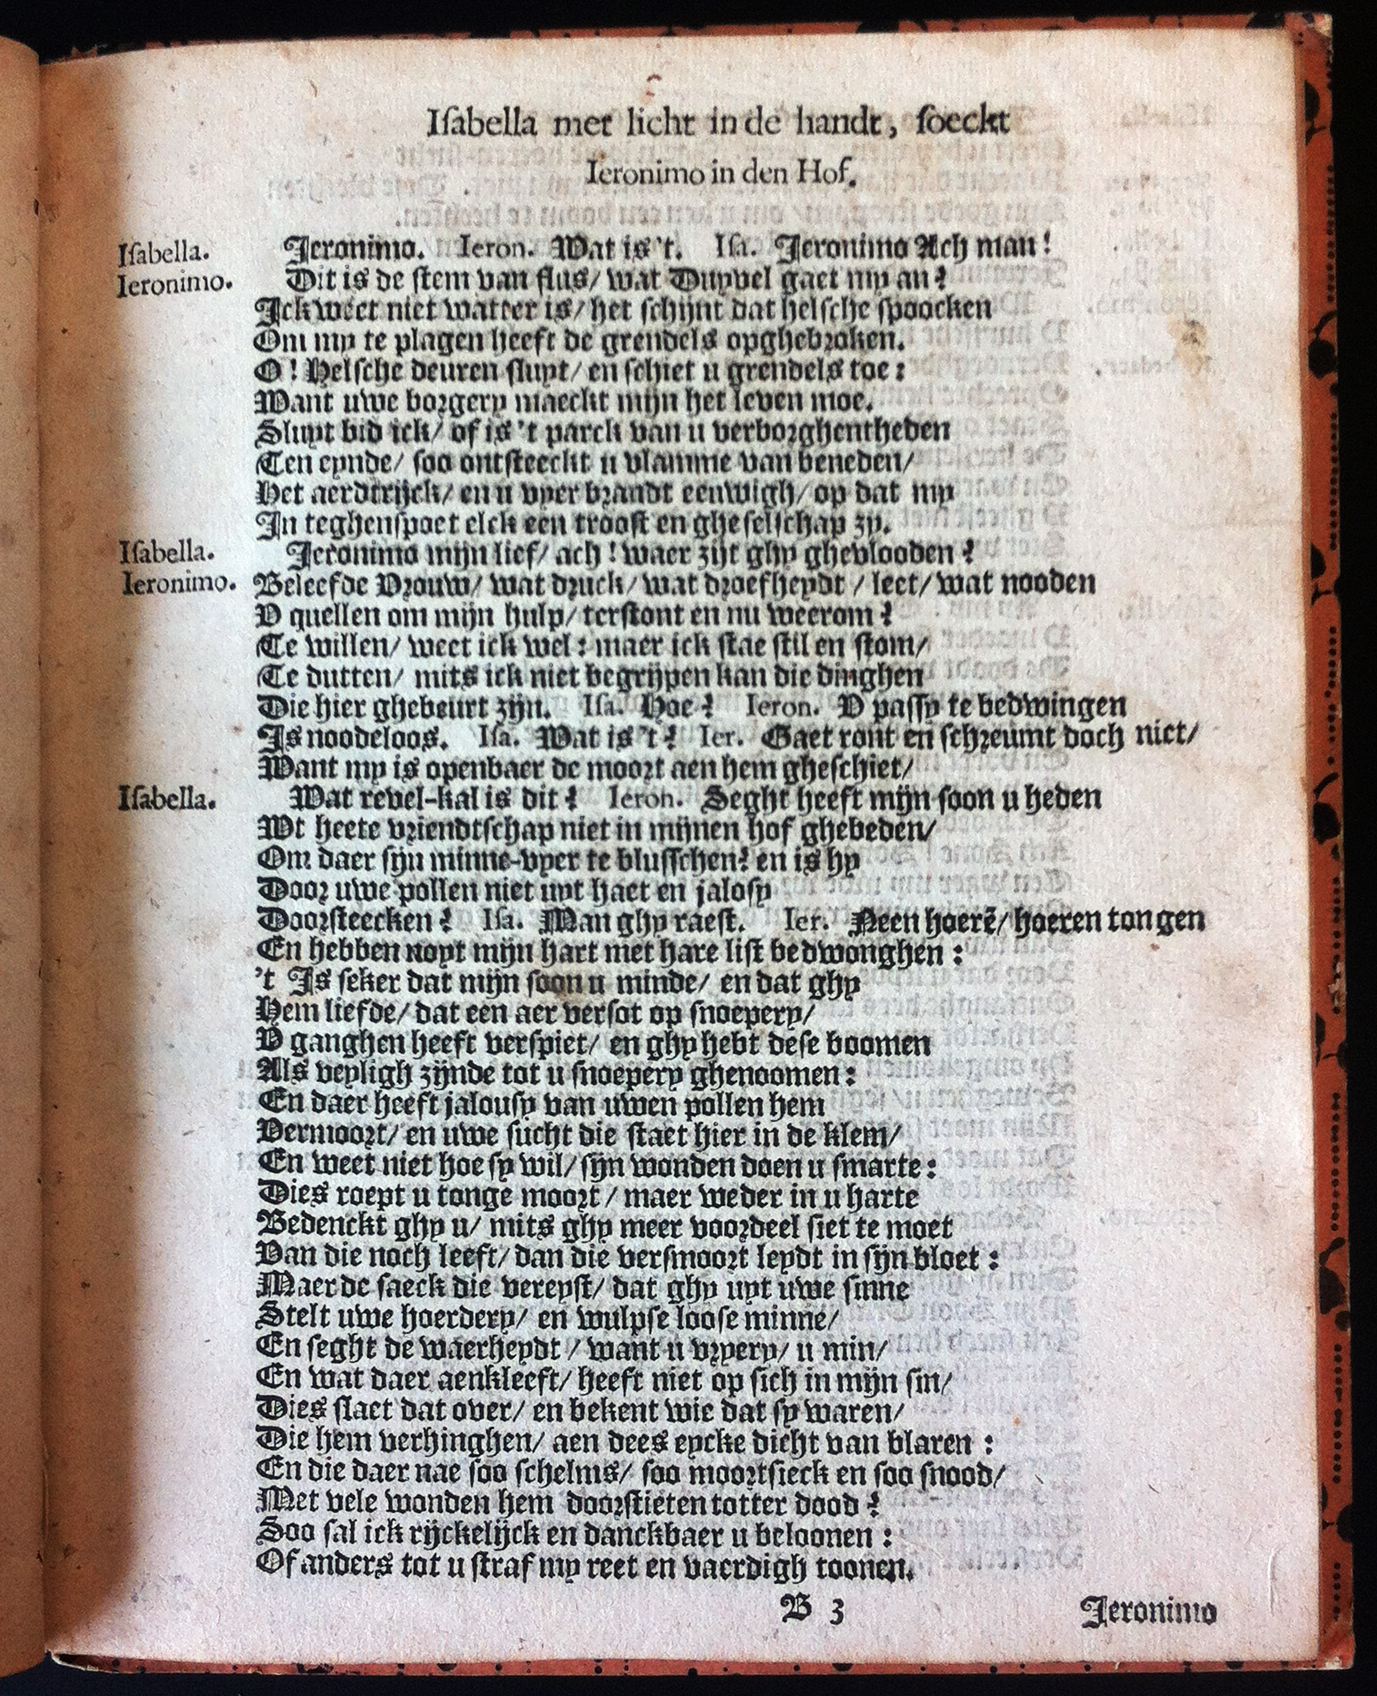 Isabella met licht in de handt, soeckt
Ieronimo in den Hof.
Isabella. Jeronimo. Ieron. Wat is 't. Isa. Jeronimo Ach man!
Ieronimo. Dit is de stem van flus/ wat Duyvel gaet my an?
Jck weet niet watter is/ het schijnt dat helsche spoocken
Om my te plagen heeft de grendels opghebroken.
O! Helsche deuren sluyt/ en schiet u grendels toe:
Want uwe borgery maeckt mijn het leven moe.
Sluyt bid ick/ of is 't parck van u verborghentheden
Ten eynde/ soo ontsteeckt u vlamme van beneden/
Het aerdtrijck/ en u vyer brandt eeuwigh/ op dat my
In teghenspoet elck een troost en gheselschap zy.
Isabella. Jeronimo mijn lief/ ach! waer zijt ghy ghevlooden?
Ieronimo. Beleefde Vrouw/ wat druck/ wat droefheydt / leet/ wat nooden
V quellen om mijn hulp/ terstont en nu weerom?
Te willen/ weet ick wel: maer ick stae stil en stom/
Te dutten/ mits ick niet begrijpen kan die dinghen
Die hier ghebeurt zijn. Isa. Hoe? Ieron. V passy te bedwingen
Js noodeloos. Isa. Wat is 't? Ier. Gaet ront en schreumt doch niet/
Want my is openbaer de moort aen hem gheschiet/
Isabella. Wat revel-kal is dit? Ieron. Seght heeft mijn soon u heden
Wt heete vriendtschap niet in mijnen hof ghebeden/
Om daer sijn minne-vyer te blusschen? en is hy
Door uwe pollen niet uyt haet en jalosy
Doorsteecken? Isa. Man ghy raest. Ier. Neen hoerē/ hoeren tongen
En hebben noyt mijn hart met hare list bedwonghen:
't Js seker dat mijn soon u minde/ en dat ghy
Hem liefde/ dat een aer versot op snoepery/
V ganghen heeft verspiet/ en ghy hebt dese boomen
Als veyligh zijnde tot u snoepery ghenoomen:
En daer heeft jalousy van uwen pollen hem
Vermoort/ en uwe sucht die staet hier in de klem/
En weet niet hoe sy wil/ sijn wonden doen u smarte:
Dies roept u tonge moort / maer weder in u harte
Bedenckt ghy u/ mits ghy meer voordeel siet te moet
Van die noch leeft/ dan die versmoort leydt in sijn bloet:
Maer de saeck die vereyst/ dat ghy uyt uwe sinne
Stelt uwe hoerdery/ en wulpse loose minne/
En seght de waerheydt / want u vryery/ u min/
En wat daer aenkleeft/ heeft niet op sich in mijn sin/
Dies slaet dat over/ en bekent wie dat sy waren/
Die hem verhinghen/ aen dees eycke dicht van blaren:
En die daer nae soo schelms/ soo moortsieck en soo snood/
Met vele wonden hem doorstieten totter dood?
Soo sal ick rijckelijck en danckbaer u beloonen:
Of anders tot u straf my reet en vaerdigh toonen.
B 3 Jeronimo